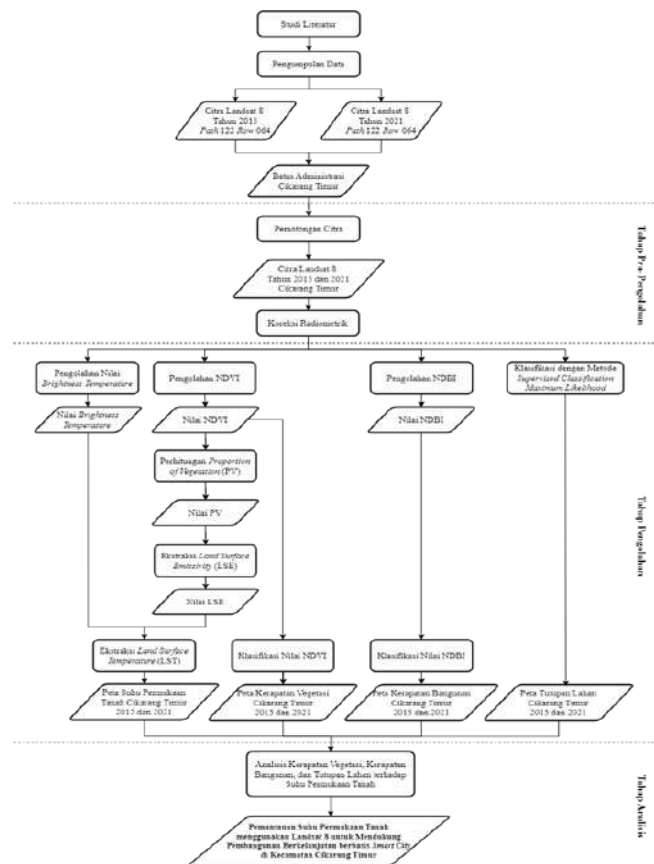 Studi Literatur
Pengumpulan Data
Citra Landsat 8
Tahun 2015
Path 122 Row 064
Citra Landsat 8
Tahun 2021
Path 122 Row 064
Batas Administrasi
Cikarang Timur
Pemotongan Citra
Citra Landsat 8
Tahun 2015 dan 2021
Cikarang Timur
Koreksi Radiometrik
Tahap Pra-Pengolahan
Pengolahan Nilai
Brightness Temperature
Pengolahan NDVI
Pengolahan NDBI
Klasifikasi dengan Metode
Supervised Classification
Maximum Likelihood
Nilai Brightness
Temperature
Nilai NDVI
Nilai NDBI
Perhitungan Proportion
of Vegetation (PV)
Nilai PV
Ekstraksi Land Surface
Emissivity (LSE)
Nilai LSE
Tahap Pengolahan
Ekstraksi Land Surface
Temperature (LST)
Klasifikasi Nilai NDVI
Klasifikasi Nilai NDBI
Peta Suhu Permukaan
Tanah Cikarang Timur
2015 dan 2021
Peta Kerapatan Vegetasi
Cikarang Timur
2015 dan 2021
Peta Kerapatan Bangunan
Cikarang Timur
2015 dan 2021
Peta Tutupan Lahan
Cikarang Timur
2015 dan 2021
Analisis Kerapatan Vegetasi, Kerapatan
Bangunan, dan Tutupan Lahan terhadap
Suhu Permukaan Tanah
Tahap Analisis
Pemantauan Suhu Permukaan Tanah
menggunakan Landsat 8 untuk Mendukung
Pembangunan Berkelanjutan berbasis Smart City
di Kecamatan Cikarang Timur